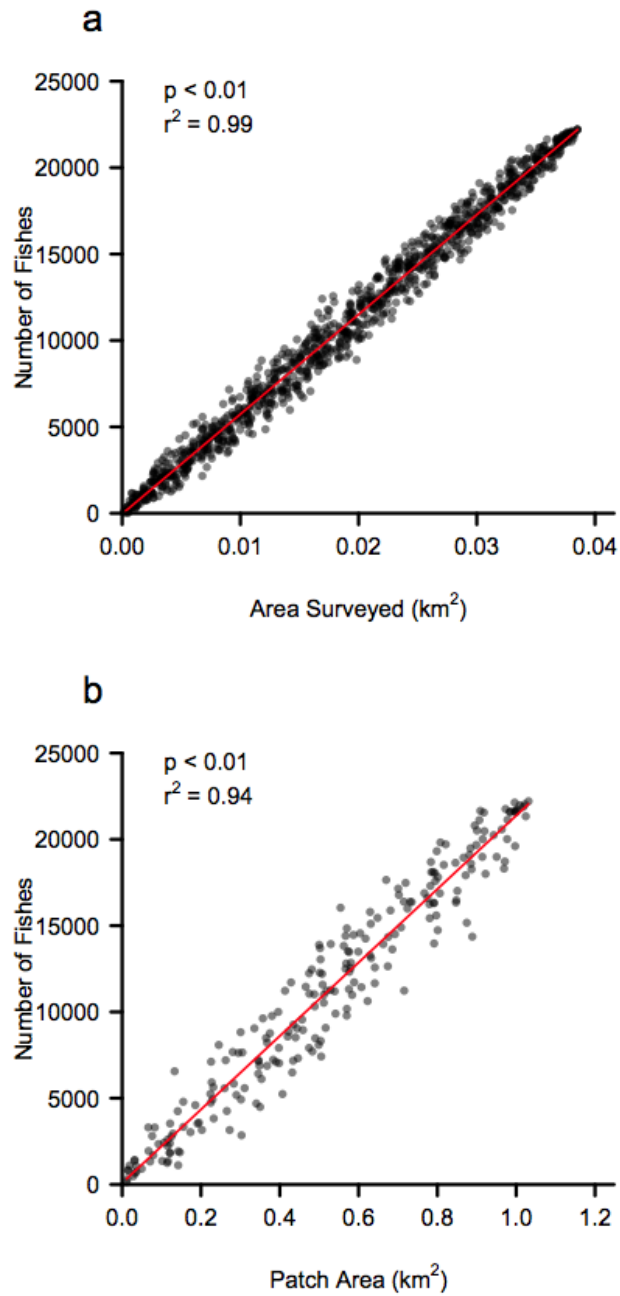 a
25000
20000
15000
10000
5000
0
p < 0.01
r² = 0.99
Number of Fishes
0.00 0.01 0.02 0.03 0.04
Area Surveyed (km²)
b
25000
20000
15000
10000
5000
0
p < 0.01
r² = 0.94
Number of Fishes
0.0 0.2 0.4 0.6 0.8 1.0 1.2
Patch Area (km²)